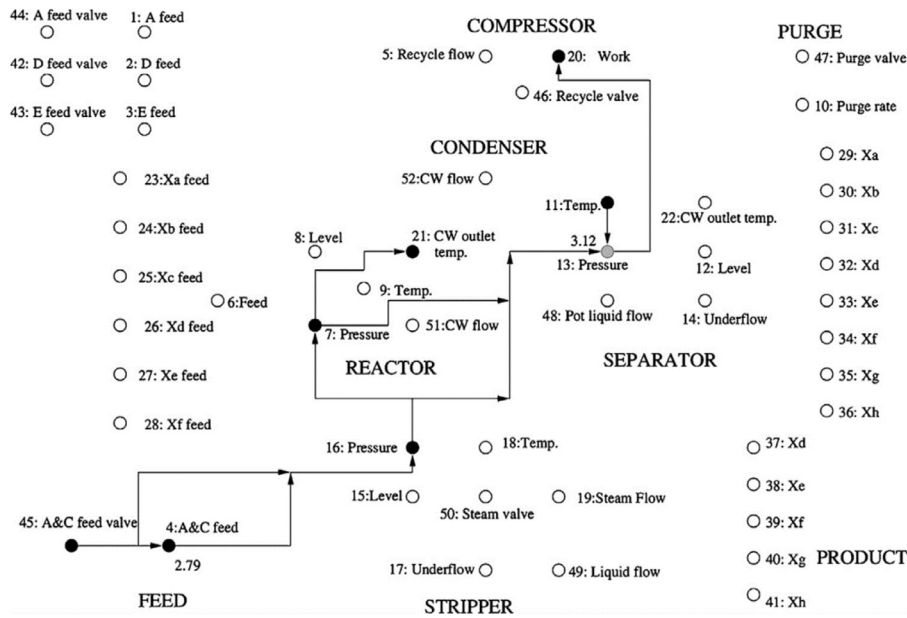 44: A feed valve
1: A feed
COMPRESSOR
PURGE
5: Recycle flow
20: Work
47: Purge valve
42: D feed valve
2: D feed
46: Recycle valve
43: E feed valve
3:E feed
10: Purge rate
CONDENSER
29: Xa
23:Xa feed
52:CW flow
30: Xb
11:Temp.
22:CW outlet temp.
24:Xb feed
8: Level
21: CW outlet
temp.
31: Xc
3.12
13: Pressure
12: Level
32: Xd
25:Xc feed
9: Temp.
6:Feed
33: Xe
48: Pot liquid flow
14: Underflow
26: Xd feed
7: Pressure
51:CW flow
34: Xf
REACTOR
SEPARATOR
27: Xe feed
35: Xg
36: Xh
28: Xf feed
16: Pressure
18:Temp.
37: Xd
15:Level
19:Steam Flow
38: Xe
50: Steam valve
45: A&C feed valve
4:A&C feed
39: Xf
2.79
17: Underflow
49: Liquid flow
40: Xg
PRODUCT
FEED
STRIPPER
41: Xh